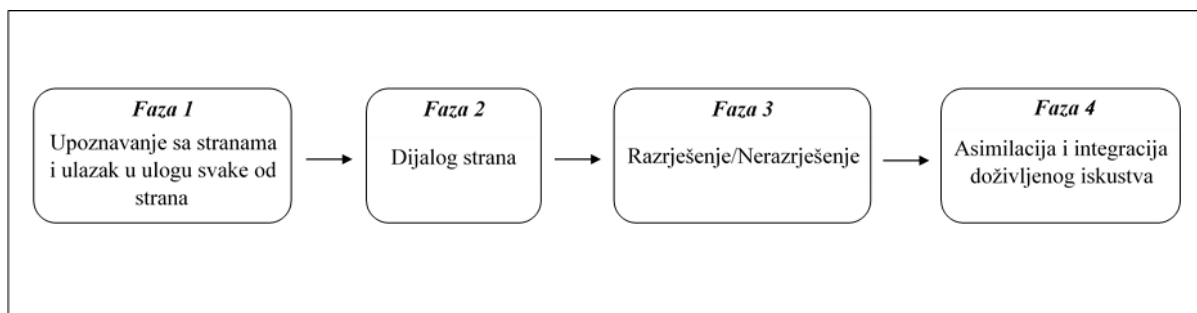 Faza 1
Upoznavanje sa stranama
i ulazak u ulogu svake od
strana
Faza 2
Dijalog strana
Faza 3
Razrješenje/Nerazrješenje
Faza 4
Asimilacija i integracija
doživljenog iskustva